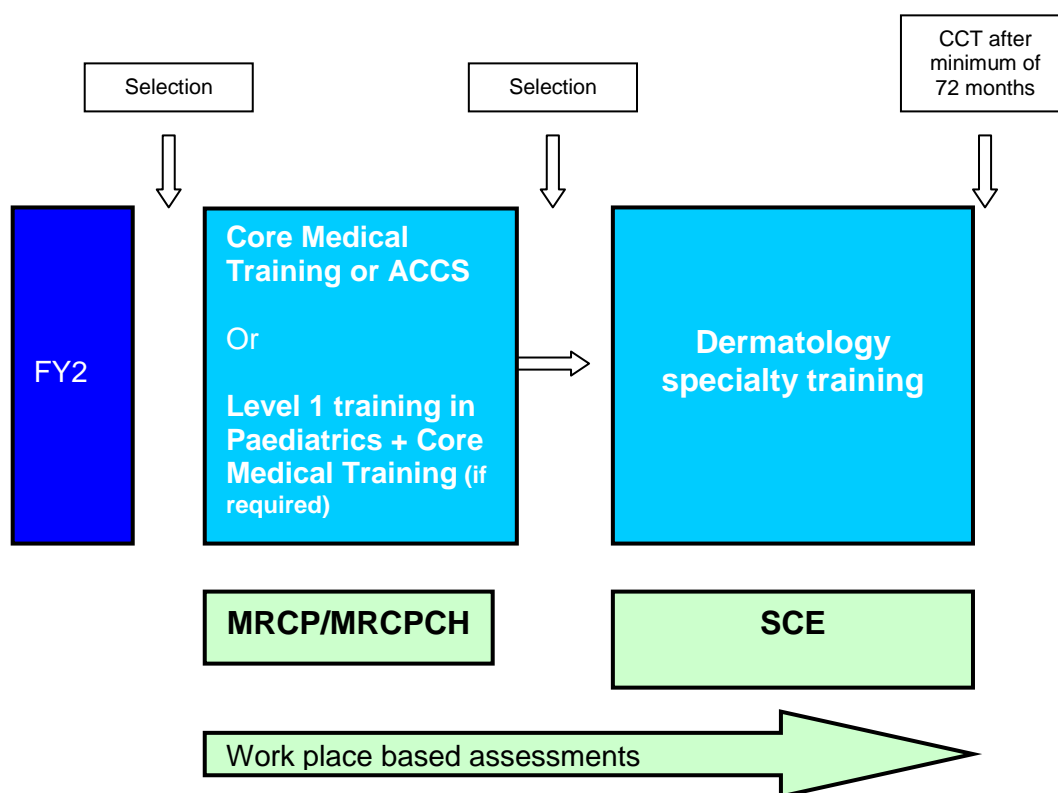 Selection
Selection
CCT after
minimum of
72 months
FY2
Core Medical
Training or ACCS
Or
Level 1 training in
Paediatrics + Core
Medical Training (if
required)
Dermatology
specialty training
MRCP/MRCPCH
SCE
Work place based assessments